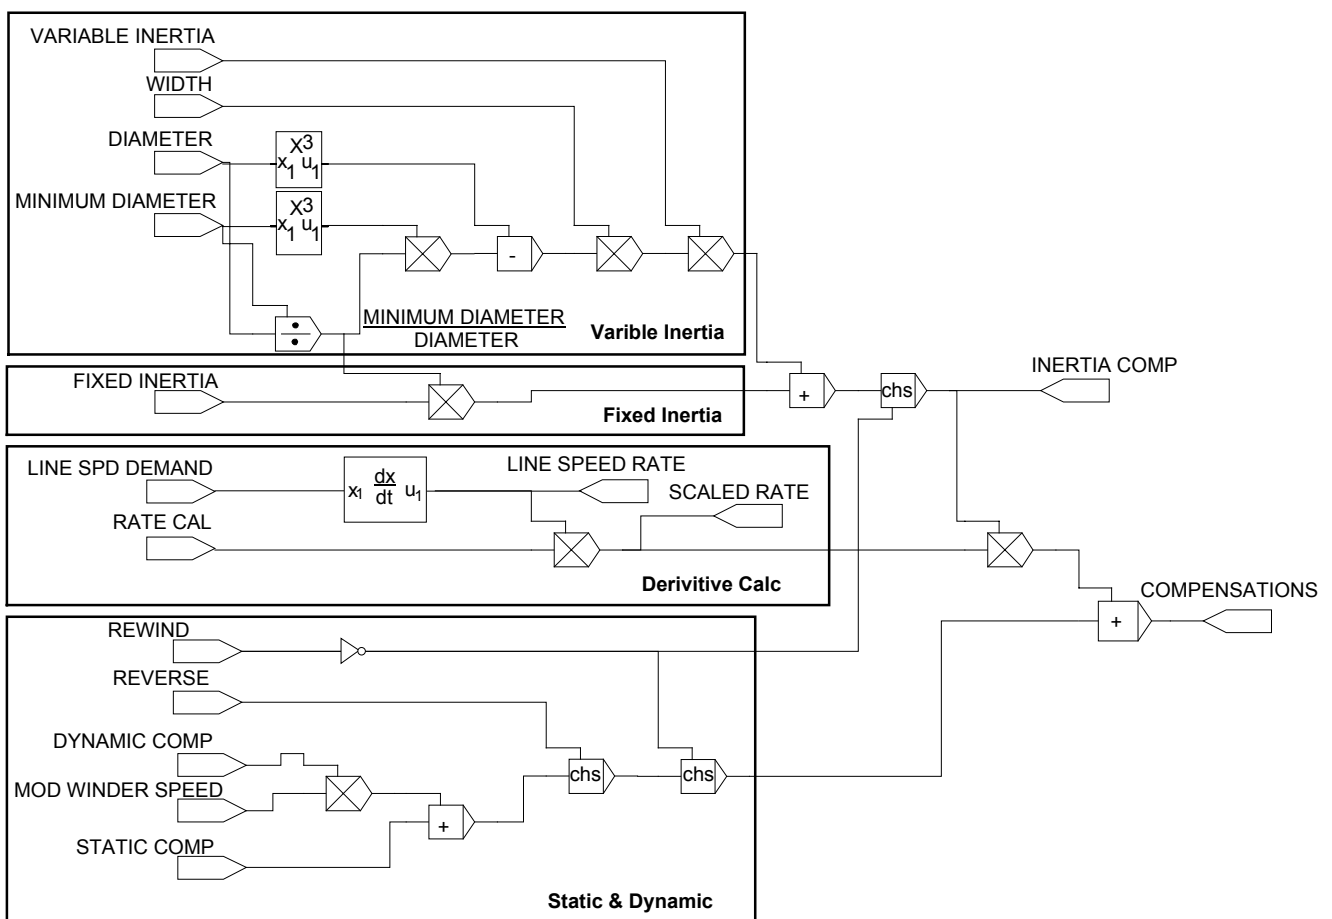 VARIABLE INERTIA
WIDTH
DIAMETER
X3
x1 u1
MINIMUM DIAMETER
X3
x1 u1
-
÷
MINIMUM DIAMETER
DIAMETER
Varible Inertia
FIXED INERTIA
Fixed Inertia
+
chs
INERTIA COMP
LINE SPD DEMAND
x1 dx u1
dt
LINE SPEED RATE
SCALED RATE
RATE CAL
Derivitive Calc
COMPENSATIONS
+
REWIND
REVERSE
DYNAMIC COMP
chs
chs
MOD WINDER SPEED
+
STATIC COMP
Static & Dynamic